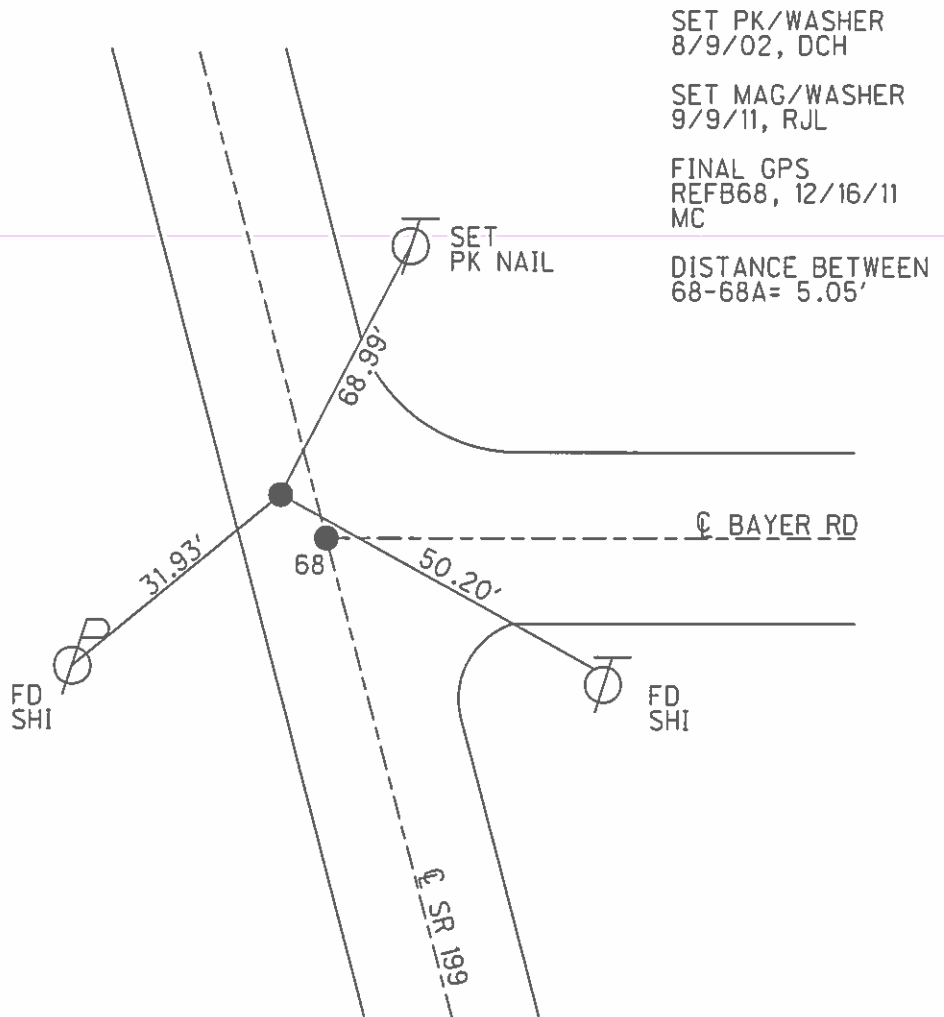 SET PK/WASHER
8/9/02, DCH
SET MAG/WASHER
9/9/11, RJL
FINAL GPS
REFB68, 12/16/11
MC
DISTANCE BETWEEN
68-68A= 5.05'
SET
PK NAIL
68.99'
℄ BAYER RD
31.93'
68
50.20'
FD
SHI
FD
SHI
℄ SR 199